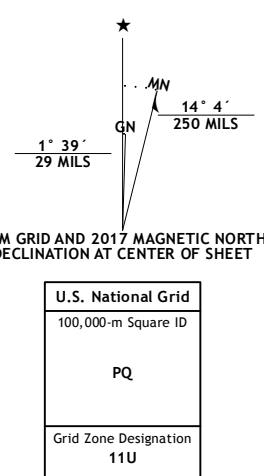 ★
MN
GN
1° 39´
29 MILS
14° 4´
250 MILS
M GRID AND 2017 MAGNETIC NORTH
DECLINATION AT CENTER OF SHEET
U.S. National Grid
100,000-m Square ID
PQ
Grid Zone Designation
11U